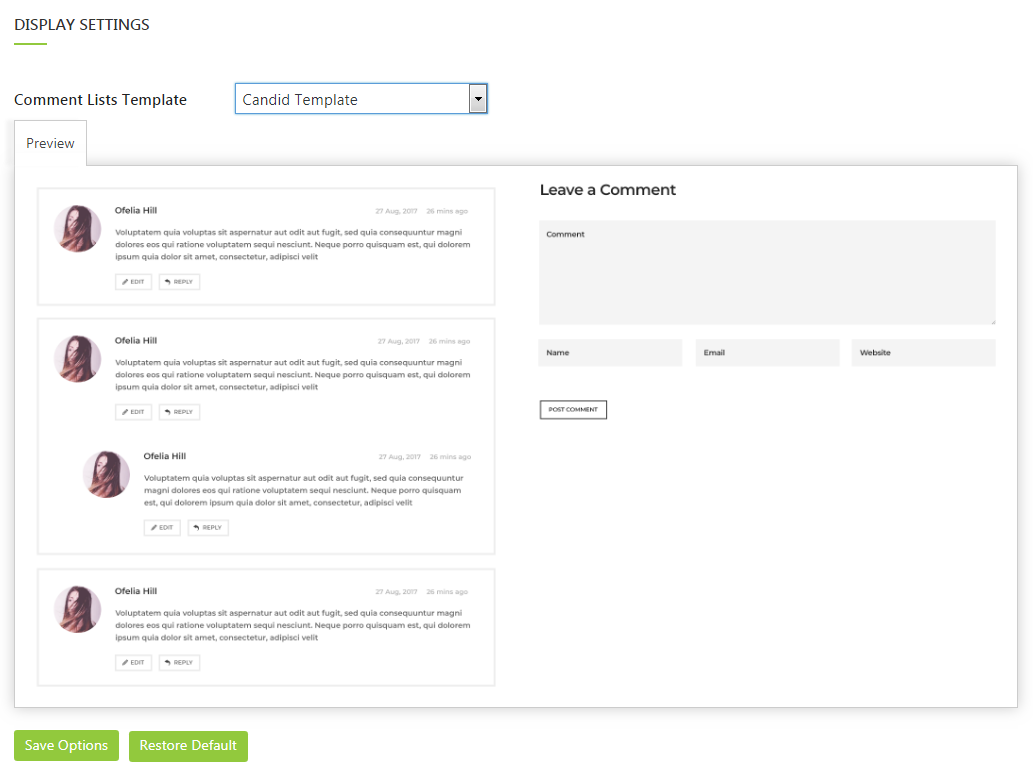 DISPLAY SETTINGS
Comment Lists Template
Candid Template
Preview
Ofelia Hill
27 Aug, 2017 26 mins ago
Voluptatem quia voluptas sit aspernatur aut odit aut fugit, sed quia consequuntur magni
dolores eos qui ratione voluptatem sequi nesciunt. Neque porro quisquam est, qui dolorem
ipsum quia dolor sit amet, consectetur, adipisci velit
EDIT REPLY
Ofelia Hill
27 Aug, 2017 26 mins ago
Voluptatem quia voluptas sit aspernatur aut odit aut fugit, sed quia consequuntur magni
dolores eos qui ratione voluptatem sequi nesciunt. Neque porro quisquam est, qui dolorem
ipsum quia dolor sit amet, consectetur, adipisci velit
EDIT REPLY
Ofelia Hill
27 Aug, 2017 26 mins ago
Voluptatem quia voluptas sit aspernatur aut odit aut fugit, sed quia consequuntur
magni dolores eos qui ratione voluptatem sequi nesciunt. Neque porro quisquam
est, qui dolorem ipsum quia dolor sit amet, consectetur, adipisci velit
EDIT REPLY
Ofelia Hill
27 Aug, 2017 26 mins ago
Voluptatem quia voluptas sit aspernatur aut odit aut fugit, sed quia consequuntur magni
dolores eos qui ratione voluptatem sequi nesciunt. Neque porro quisquam est, qui dolorem
ipsum quia dolor sit amet, consectetur, adipisci velit
EDIT REPLY
Leave a Comment
Comment
Name Email Website
POST COMMENT
Save Options Restore Default